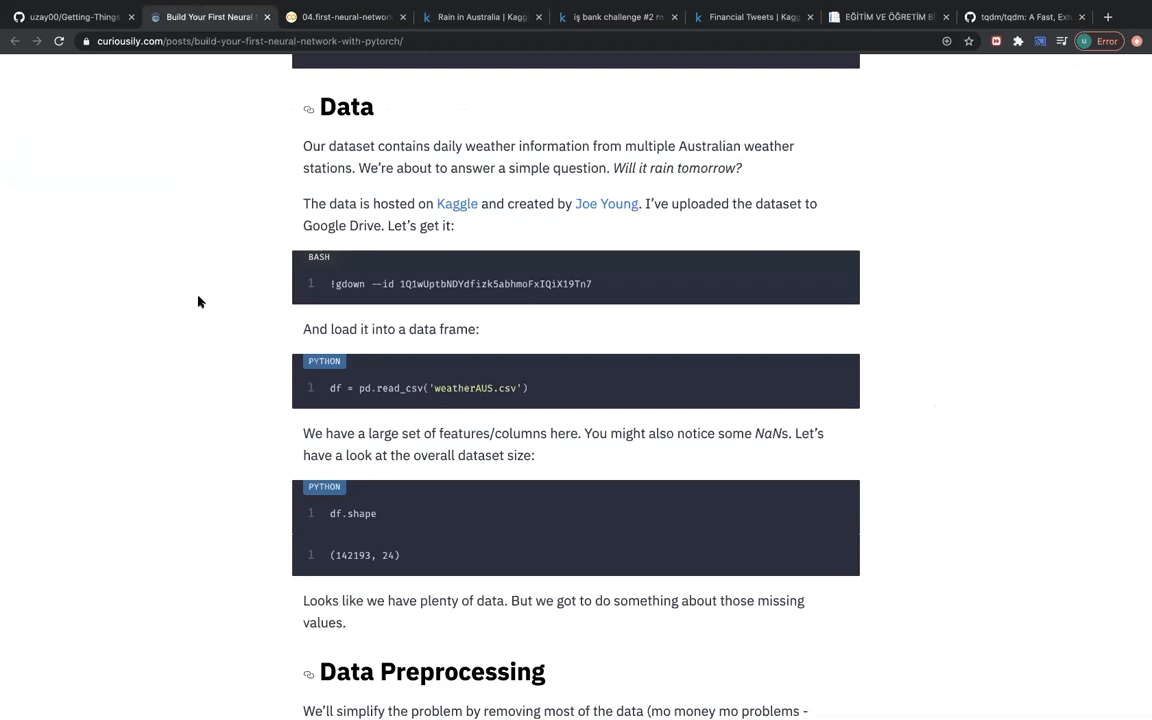 uzay00/Getting-Things
Build Your First Neural
04.first-neural-networ
Rain in Australia | Kagg
iş bank challenge #2
Financial Tweets | Kagg
EĞİTİM VE ÖĞRETİM
tqdm/tqdm: A Fast,
curiousily.com/posts/build-your-first-neural-network-with-pytorch/
u Error
Data
Our dataset contains daily weather information from multiple Australian weather
stations. We're about to answer a simple question. Will it rain tomorrow?
The data is hosted on Kaggle and created by Joe Young. I've uploaded the dataset to
Google Drive. Let's get it:
BASH
1 !gdown --id 1Q1wUptbNDYdfizk5abhmoFxIQiX19Tn7
And load it into a data frame:
PYTHON
1 df = pd.read_csv('weatherAUS.csv')
We have a large set of features/columns here. You might also notice some NaNs. Let's
have a look at the overall dataset size:
PYTHON
1 df.shape
1 (142193, 24)
Looks like we have plenty of data. But we got to do something about those missing
values.
Data Preprocessing
We'll simplify the problem by removing most of the data (mo money mo problems -